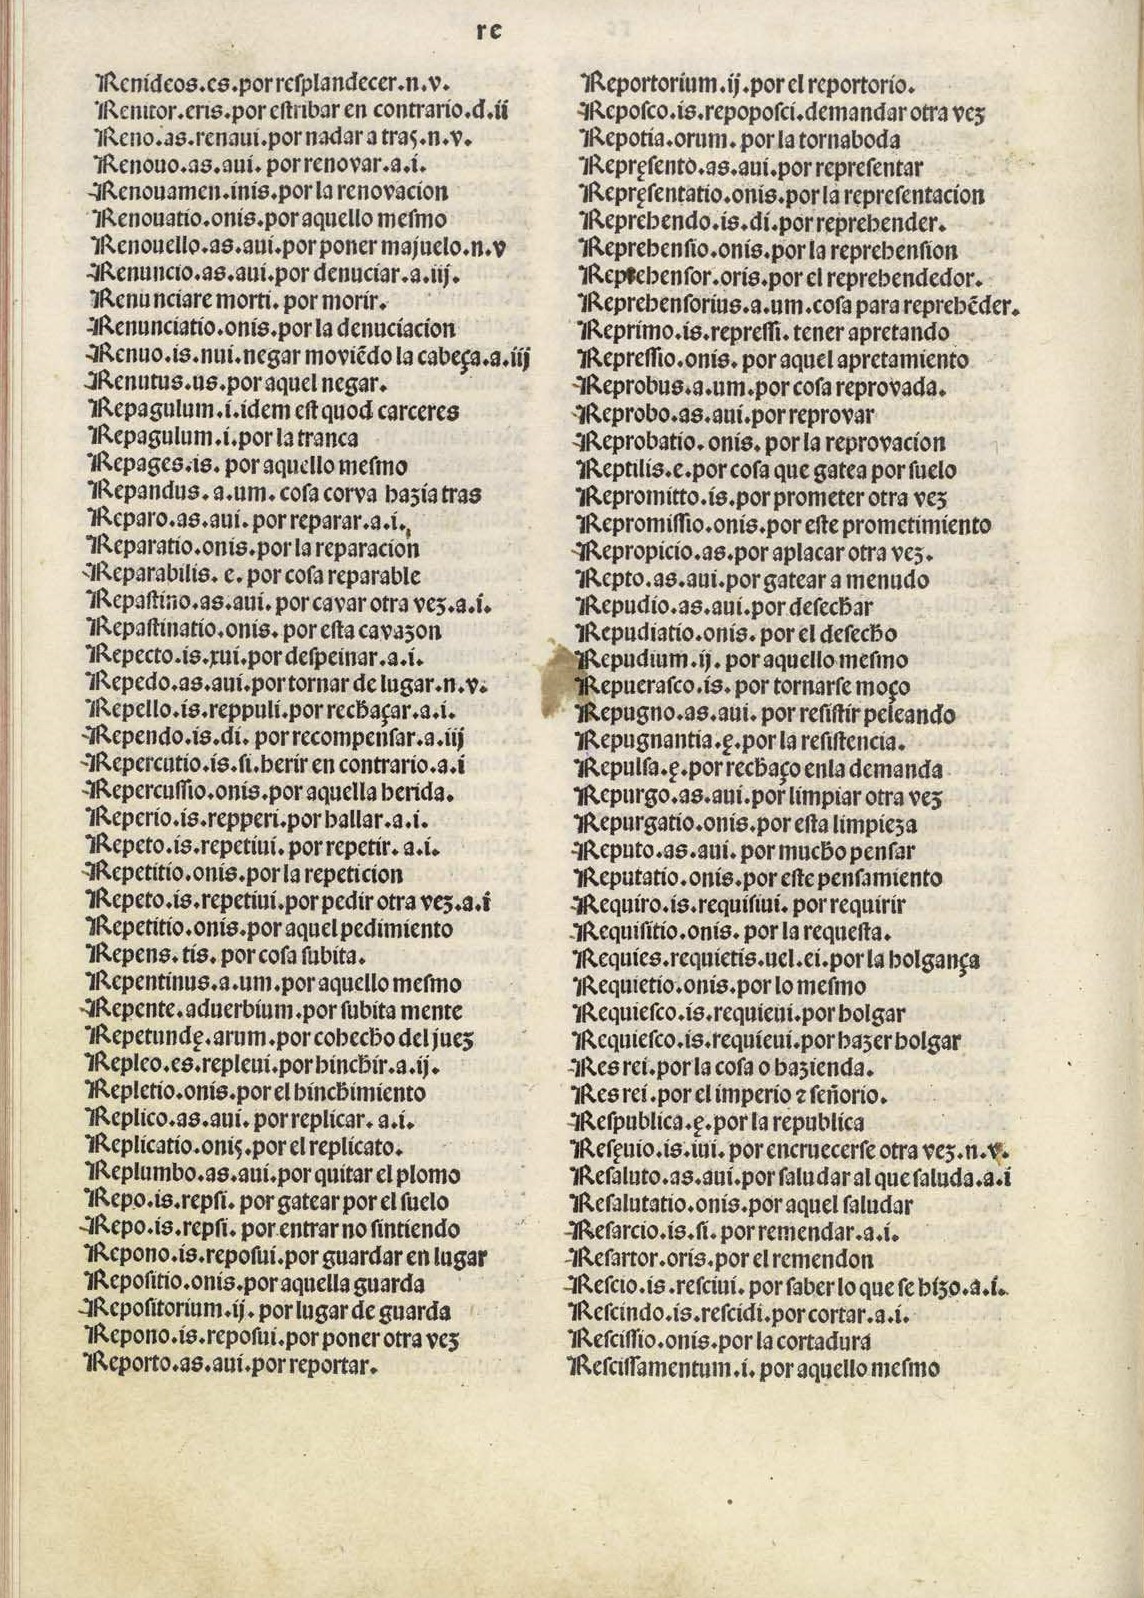 re
Renideos.es.por resplandecer.n.v.
Renitor.eris.por estribar en contrario.d.ii
Reno.as.renaui.por nadar a tras.n.v.
Renouo.as.aui.por renovar.a.i.
Renouamen.inis.por la renovacion
Renouatio.onis.por aquello mesmo
Renouello.as.aui.por poner majuelo.n.v
Renuncio.as.aui.por denuciar.a.iij.
Renunciare morti.por morir.
Renunciatio.onis.por la denuciacion
Renuo.is.nui.negar moviẽdo la cabeça.a.iij
Renutus.us.por aquel negar.
Repagulum.i.idem est quod carceres
Repagulum.i.por la tranca
Repages.is.por aquello mesmo
Repandus.a.um.cosa corva hazia tras
Reparo.as.aui.por reparar.a.i.
Reparatio.onis.por la reparacion
Reparabilis.e.por cosa reparable
Repastino.as.aui.por cavar otra vez.a.i.
Repastinatio.onis.por esta cavazon
Repecto.is.xui.por despeinar.a.i.
Repedo.as.aui.por tornar de lugar.n.v.
Repello.is.reppuli.por rechaçar.a.i.
Rependo.is.di.por recompensar.a.iij
Repercutio.is.si.herir en contrario.a.i
Repercussio.onis.por aquella herida.
Reperio.is.repperi.por hallar.a.i.
Repeto.is.repetiui.por repetir.a.i.
Repetitio.onis.por la repeticion
Repeto.is.repetiui.por pedir otra vez.a.i
Repetitio.onis.por aquel pedimiento
Repens.tis.por cosa subita.
Repentinus.a.um.por aquello mesmo
Repente.aduerbium.por subita mente
Repetundę.arum.por cohecho del juez
Repleo.es.repleui.por hinchir.a.ij.
Repletio.onis.por el hinchimiento
Replico.as.aui.por replicar.a.i.
Replicatio.onis.por el replicato.
Replumbo.as.aui.por quitar el plomo
Repo.is.repsi.por gatear por el suelo
Repo.is.repsi.por entrar no sintiendo
Repono.is.reposui.por guardar en lugar
Repositio.onis.por aquella guarda
Repositorium.ij.por lugar de guarda
Repono.is.reposui.por poner otra vez
Reporto.as.aui.por reportar.
Reportorium.ij.por el reportorio.
Reposco.is.repoposci.demandar otra vez
Repotia.orum.por la tornaboda
Repręsento.as.aui.por representar
Repręsentatio.onis.por la representacion
Reprehendo.is.di.por reprehender.
Reprehensio.onis.por la reprehension
Reprehensor.oris.por el reprehendedor.
Reprehensorius.a.um.cosa para reprehẽder.
Reprimo.is.repressi.tener apretando
Repressio.onis.por aquel apretamiento
Reprobus.a.um.por cosa reprovada.
Reprobo.as.aui.por reprovar
Reprobatio.onis.por la reprovacion
Reptilis.e.por cosa que gatea por suelo
Repromitto.is.por prometer otra vez
Repromissio.onis.por este prometimiento
Repropicio.as.por aplacar otra vez.
Repto.as.aui.por gatear a menudo
Repudio.as.aui.por desechar
Repudiatio.onis.por el desecho
Repudium.ij.por aquello mesmo
Repuerasco.is.por tornarse moço
Repugno.as.aui.por resistir peleando
Repugnantia.ę.por la resistencia.
Repulsa.ę.por rechaço enla demanda
Repurgo.as.aui.por limpiar otra vez
Repurgatio.onis.por esta limpieza
Reputo.as.aui.por mucho pensar
Reputatio.onis.por este pensamiento
Requiro.is.requisiui.por requirir
Requisitio.onis.por la requesta.
Requies.requietis.uel.ei.por la holgança
Requietio.onis.por lo mesmo
Requiesco.is.requieui.por holgar
Requiesco.is.requieui.por hazer holgar
Res rei.por la cosa o hazienda.
Res rei.por el imperio ⁊ señorio.
Respublica.ę.por la republica
Resęuio.is.iui.por encruecerse otra vez.n.v.
Resaluto.as.aui.por saludar al que saluda.a.i
Resalutatio.onis.por aquel saludar
Resarcio.is.si.por remendar.a.i.
Resartor.oris.por el remendon
Rescio.is.resciui.por saber lo que se hizo.a.i.
Rescindo.is.rescidi.por cortar.a.i.
Rescissio.onis.por la cortadura
Rescissamentum.i.por aquello mesmo